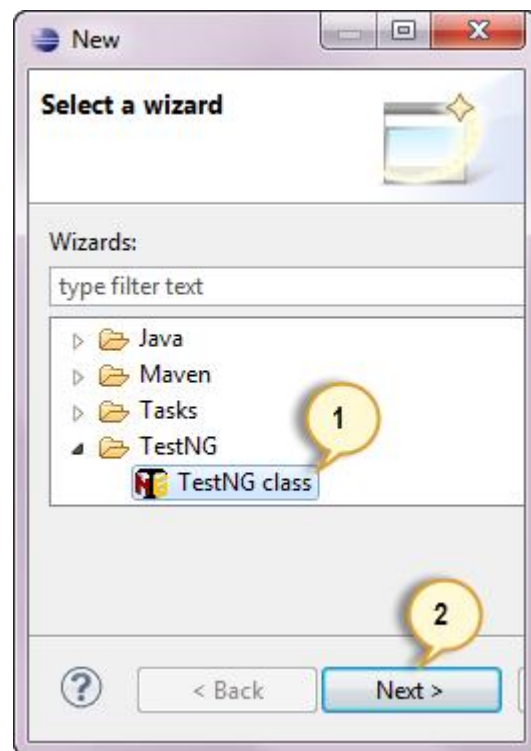 New
Select a wizard
Wizards:
type filter text
Java
Maven
Tasks
1
TestNG
TestNG class
2
? < Back Next >